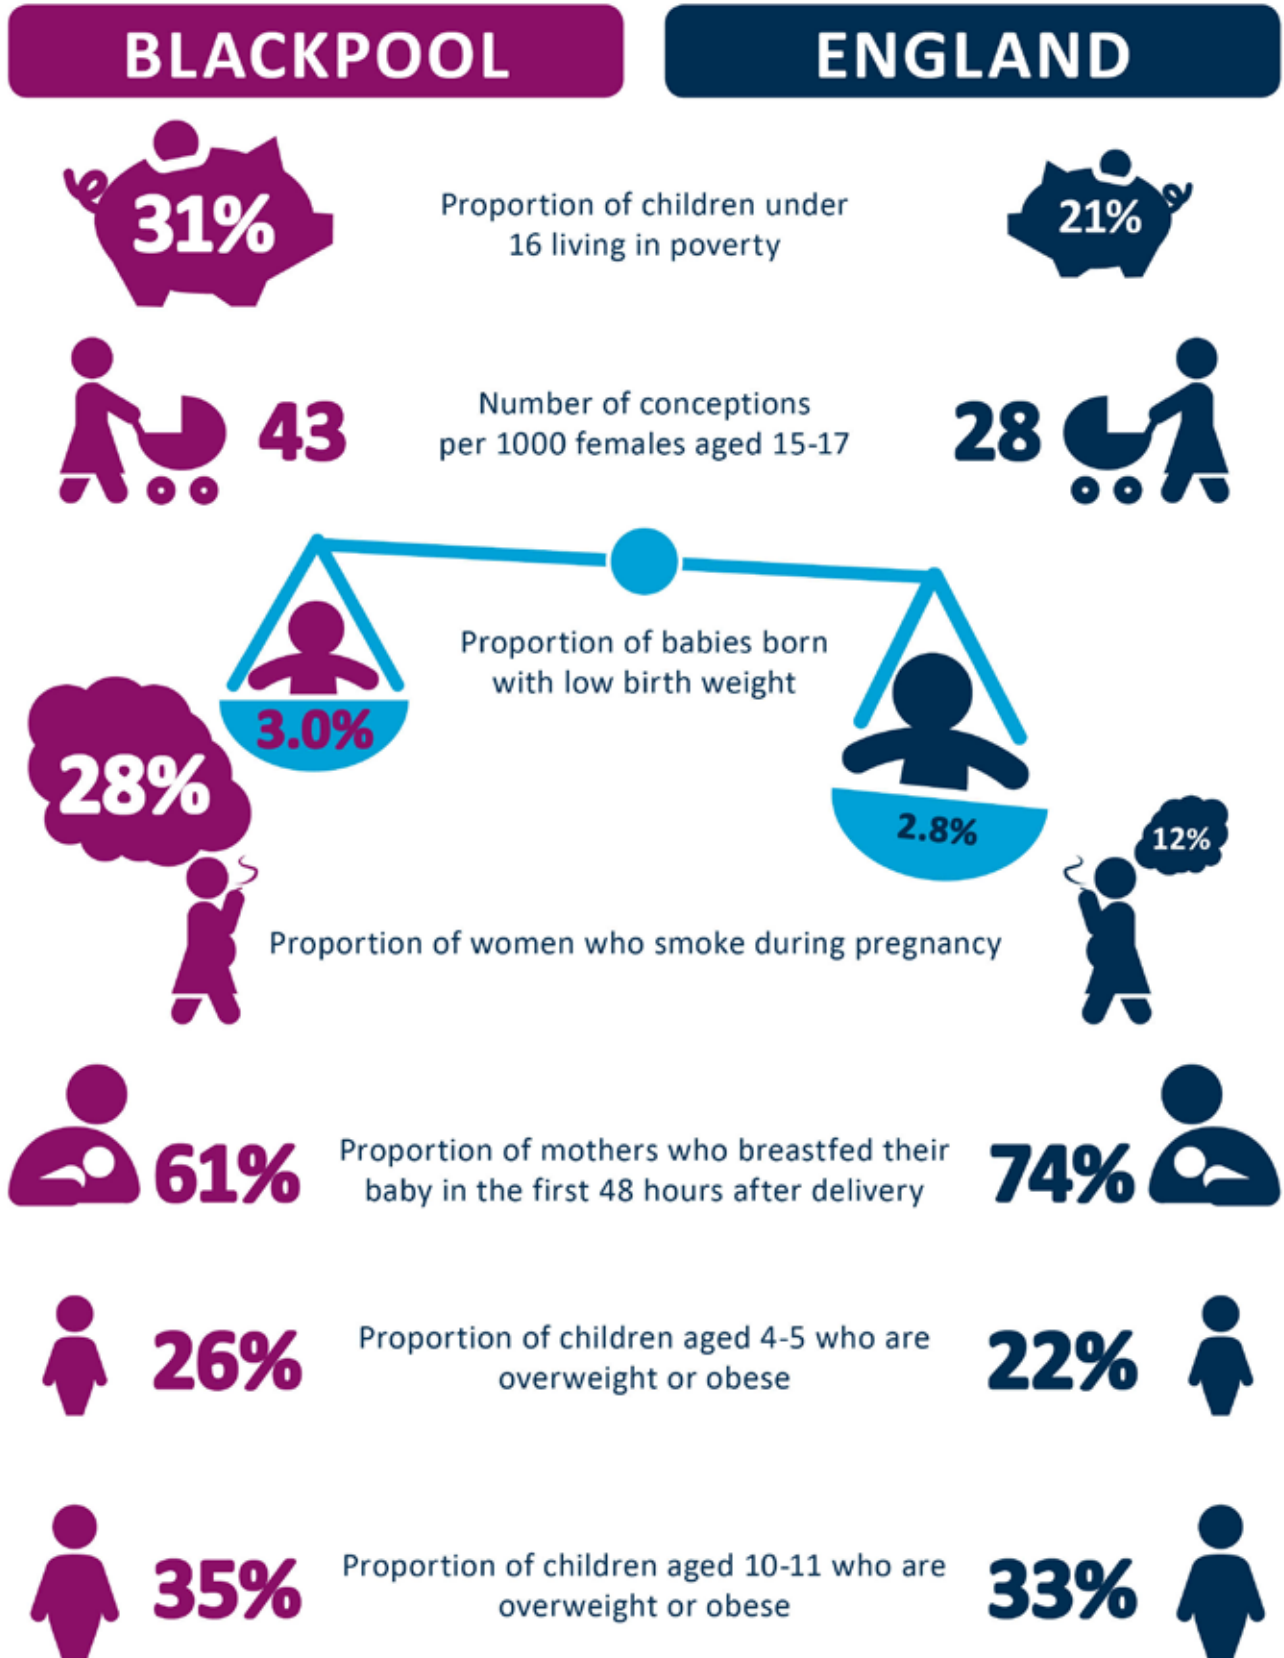 BLACKPOOL
ENGLAND
31%
Proportion of children under
16 living in poverty
21%
43
Number of conceptions
per 1000 females aged 15-17
28
Proportion of babies born
with low birth weight
3.0%
2.8%
28%
12%
Proportion of women who smoke during pregnancy
61%
Proportion of mothers who breastfed their
baby in the first 48 hours after delivery
74%
26%
Proportion of children aged 4-5 who are
overweight or obese
22%
35%
Proportion of children aged 10-11 who are
overweight or obese
33%